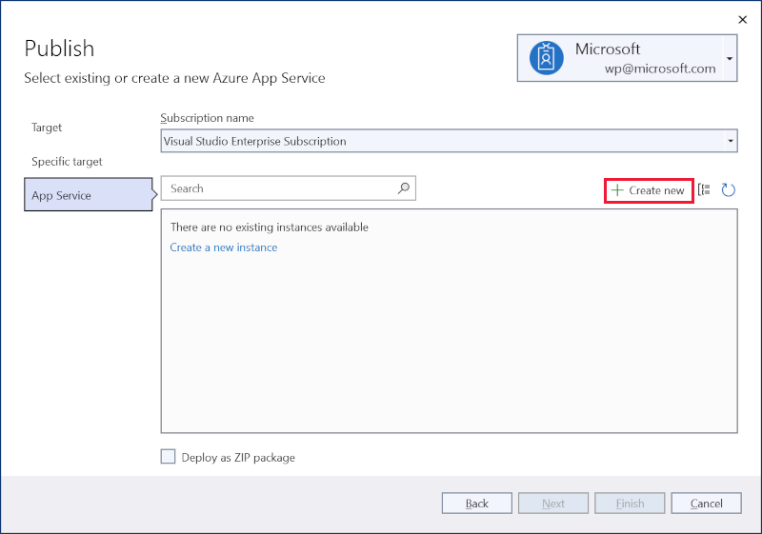 Publish
Select existing or create a new Azure App Service
Microsoft
wp@microsoft.com
Target
Specific target
App Service
Subscription name
Visual Studio Enterprise Subscription
Search
Create new
There are no existing instances available
Create a new instance
Deploy as ZIP package
Back
Next
Finish
Cancel